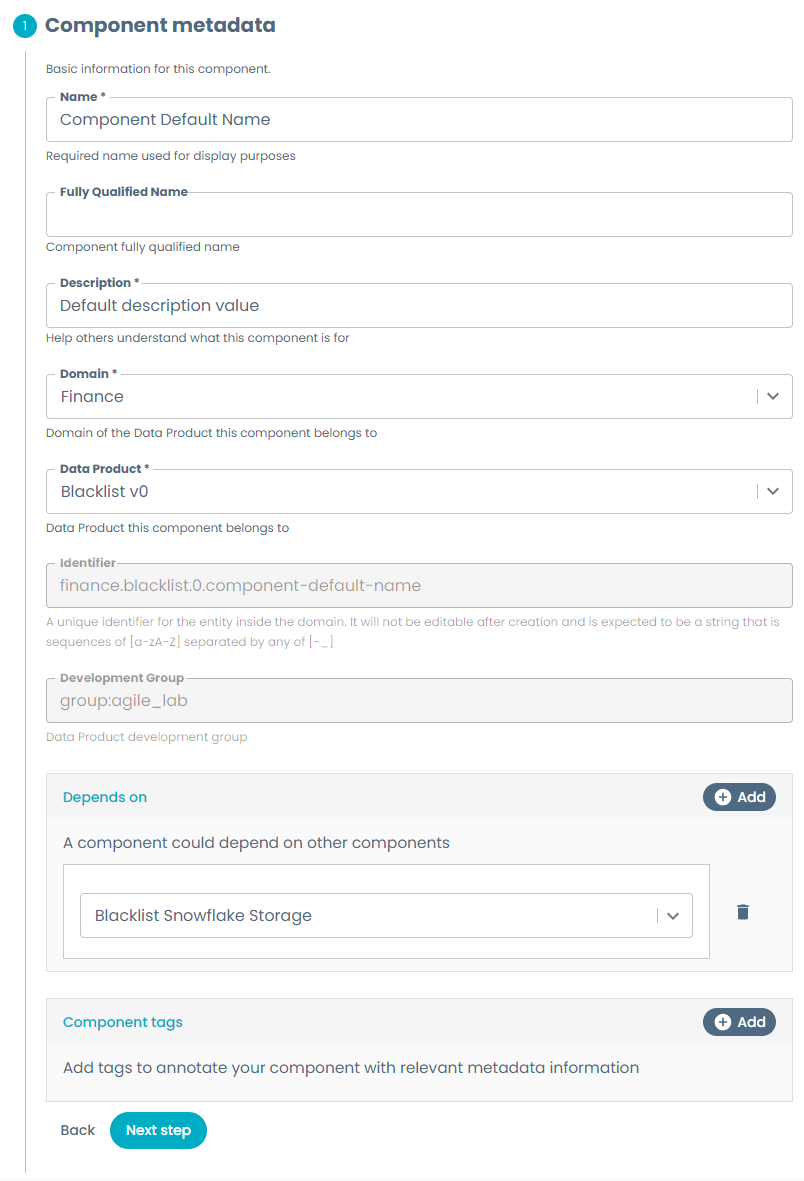 1 Component metadata
Basic information for this component.
Name *
Component Default Name
Required name used for display purposes
Fully Qualified Name
Component fully qualified name
Description *
Default description value
Help others understand what this component is for
Domain *
Finance
Domain of the Data Product this component belongs to
Data Product *
Blacklist v0
Data Product this component belongs to
Identifier
finance.blacklist.0.component-default-name
A unique identifier for the entity inside the domain. It will not be editable after creation and is expected to be a string that is
sequences of [a-zA-Z] separated by any of [-_]
Development Group
group:agile_lab
Data Product development group
Depends on Add
A component could depend on other components
Blacklist Snowflake Storage
Component tags Add
Add tags to annotate your component with relevant metadata information
Back Next step